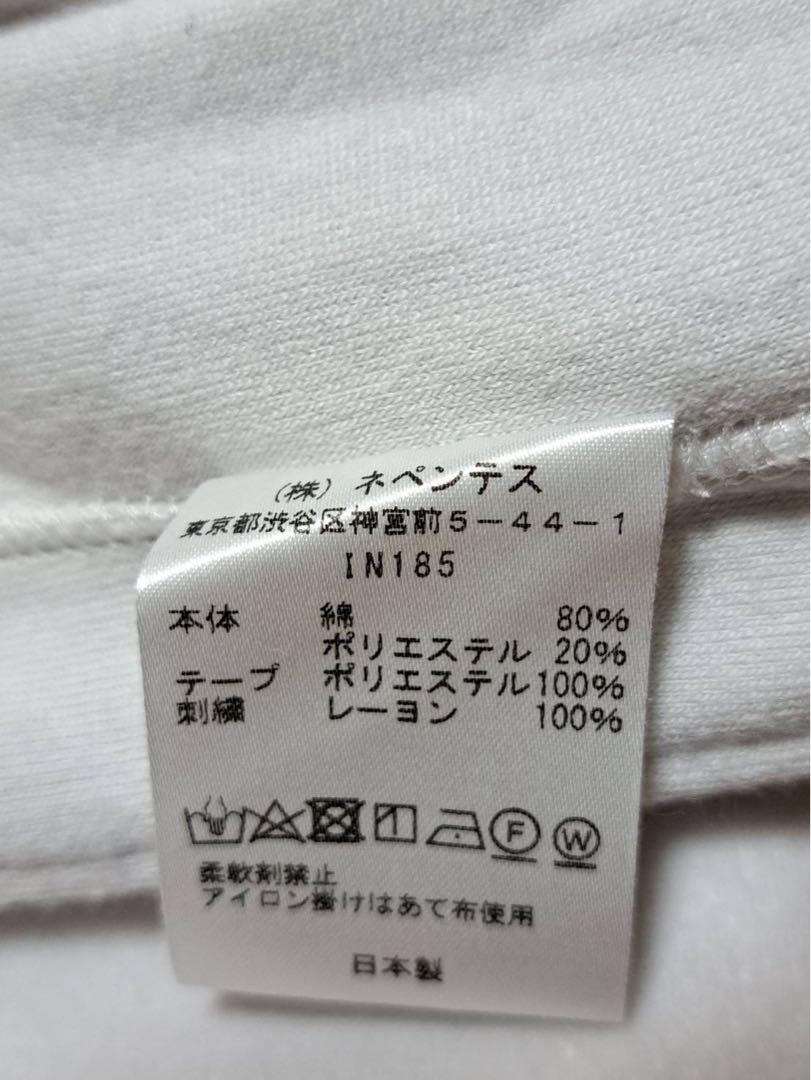 （株）ネペンテス
東京都渋谷区神宮前５－４４－１
IN185
本体 綿 80%
ポリエステル 20%
テープ ポリエステル 100%
刺繍 レーヨン 100%
F W
柔軟剤禁止
アイロン掛けはあて布使用
日本製